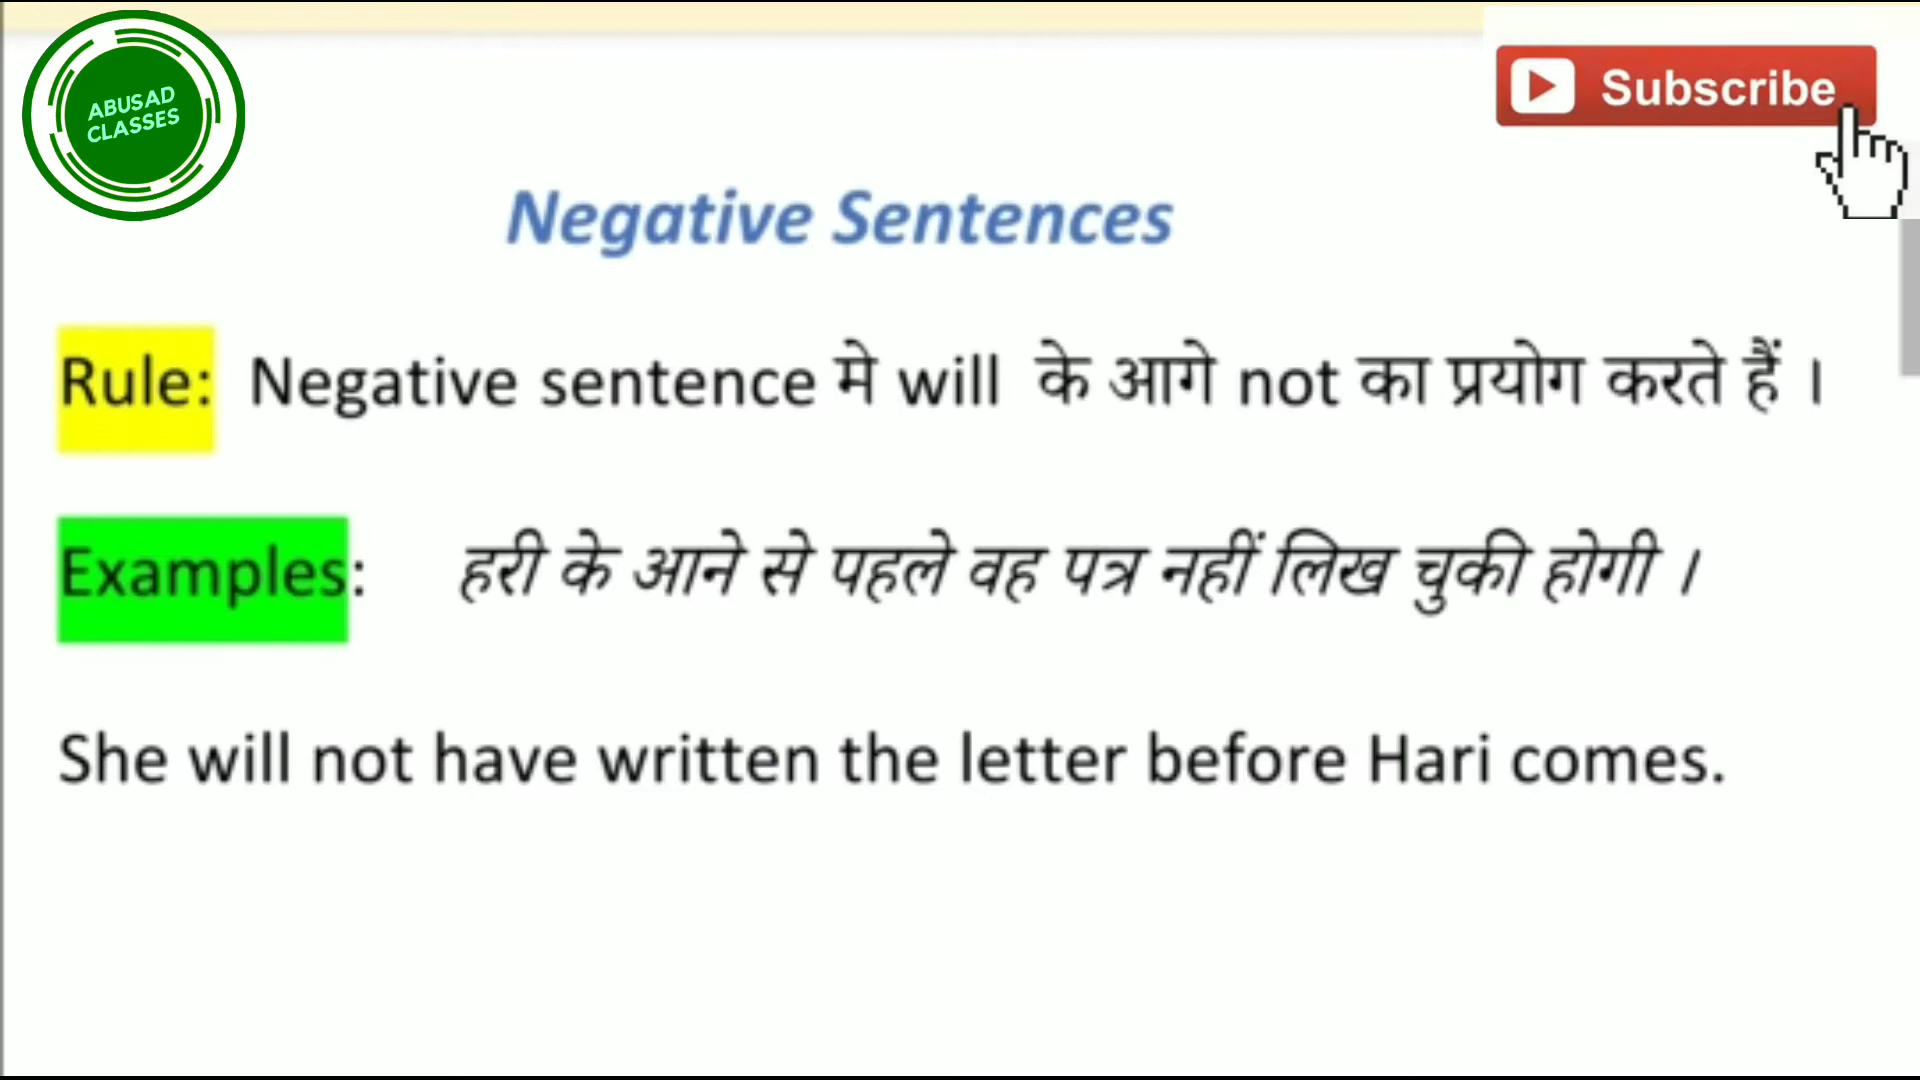 ABUSAD
CLASSES
Subscribe
Negative Sentences
Rule: Negative sentence मे will के आगे not का प्रयोग करते हैं ।
Examples: हरी के आने से पहले वह पत्र नहीं लिख चुकी होगी ।
She will not have written the letter before Hari comes.